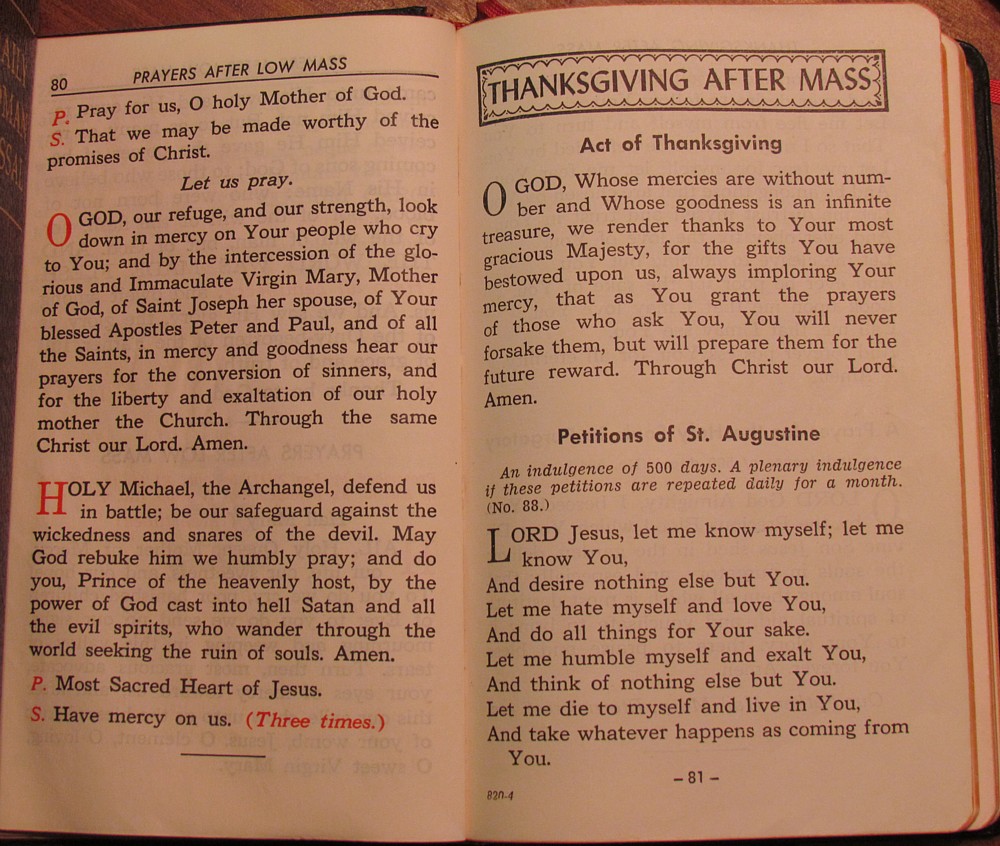 80 PRAYERS AFTER LOW MASS
P. Pray for us, O holy Mother of God.
S. That we may be made worthy of the
promises of Christ.
Let us pray.
O GOD, our refuge, and our strength, look
down in mercy on Your people who cry
to You; and by the intercession of the glo-
rious and Immaculate Virgin Mary, Mother
of God, of Saint Joseph her spouse, of Your
blessed Apostles Peter and Paul, and of all
the Saints, in mercy and goodness hear our
prayers for the conversion of sinners, and
for the liberty and exaltation of our holy
mother the Church. Through the same
Christ our Lord. Amen.
HOLY Michael, the Archangel, defend us
in battle; be our safeguard against the
wickedness and snares of the devil. May
God rebuke him we humbly pray; and do
you, Prince of the heavenly host, by the
power of God cast into hell Satan and all
the evil spirits, who wander through the
world seeking the ruin of souls. Amen.
P. Most Sacred Heart of Jesus.
S. Have mercy on us. (Three times.)
THANKSGIVING AFTER MASS
Act of Thanksgiving
O GOD, Whose mercies are without num-
ber and Whose goodness is an infinite
treasure, we render thanks to Your most
gracious Majesty, for the gifts You have
bestowed upon us, always imploring Your
mercy, that as You grant the prayers
of those who ask You, You will never
forsake them, but will prepare them for the
future reward. Through Christ our Lord.
Amen.
Petitions of St. Augustine
An indulgence of 500 days. A plenary indulgence
if these petitions are repeated daily for a month.
(No. 88.)
LORD Jesus, let me know myself; let me
know You,
And desire nothing else but You.
Let me hate myself and love You,
And do all things for Your sake.
Let me humble myself and exalt You,
And think of nothing else but You.
Let me die to myself and live in You,
And take whatever happens as coming from
You.
– 81 –
820-4